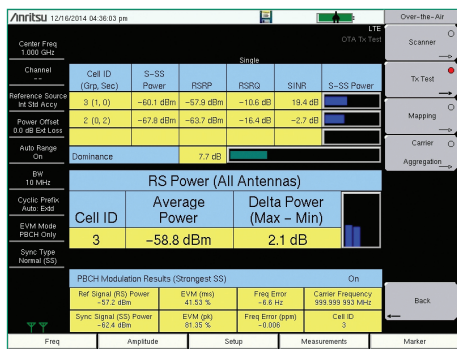 Anritsu 12/16/2014 04:36:03 pm
Over-the-Air
LTE
OTA Tx Test
Center Freq
1.000 GHz
Channel
--
Reference Source
Int Std Accy
Power Offset
0.0 dB Ext Loss
Auto Range
On
BW
10 MHz
Cyclic Prefix
Auto: Extd
EVM Mode
PBCH Only
Sync Type
Normal (SS)
Single
Cell ID (Grp, Sec) S-SS Power RSRP RSRQ SINR S-SS Power
3 (1, 0) -60.1 dBm -57.9 dBm -10.6 dB 19.4 dB
2 (0, 2) -67.8 dBm -63.7 dBm -16.4 dB -2.7 dB
Dominance 7.7 dB
RS Power (All Antennas)
Cell ID Average Power Delta Power (Max - Min)
3 -58.8 dBm 2.1 dB
PBCH Modulation Results (Strongest SS) On
Ref Signal (RS) Power EVM (rms) Freq Error Carrier Frequency
-57.2 dBm 41.53 % -6.6 Hz 999.999 993 MHz
Sync Signal (SS) Power EVM (pk) Freq Error (ppm) Cell ID
-62.4 dBm 81.35 % -0.006 3
Scanner
Tx Test
Mapping
Carrier
Aggregation
Back
Freq Amplitude Setup Measurements Marker